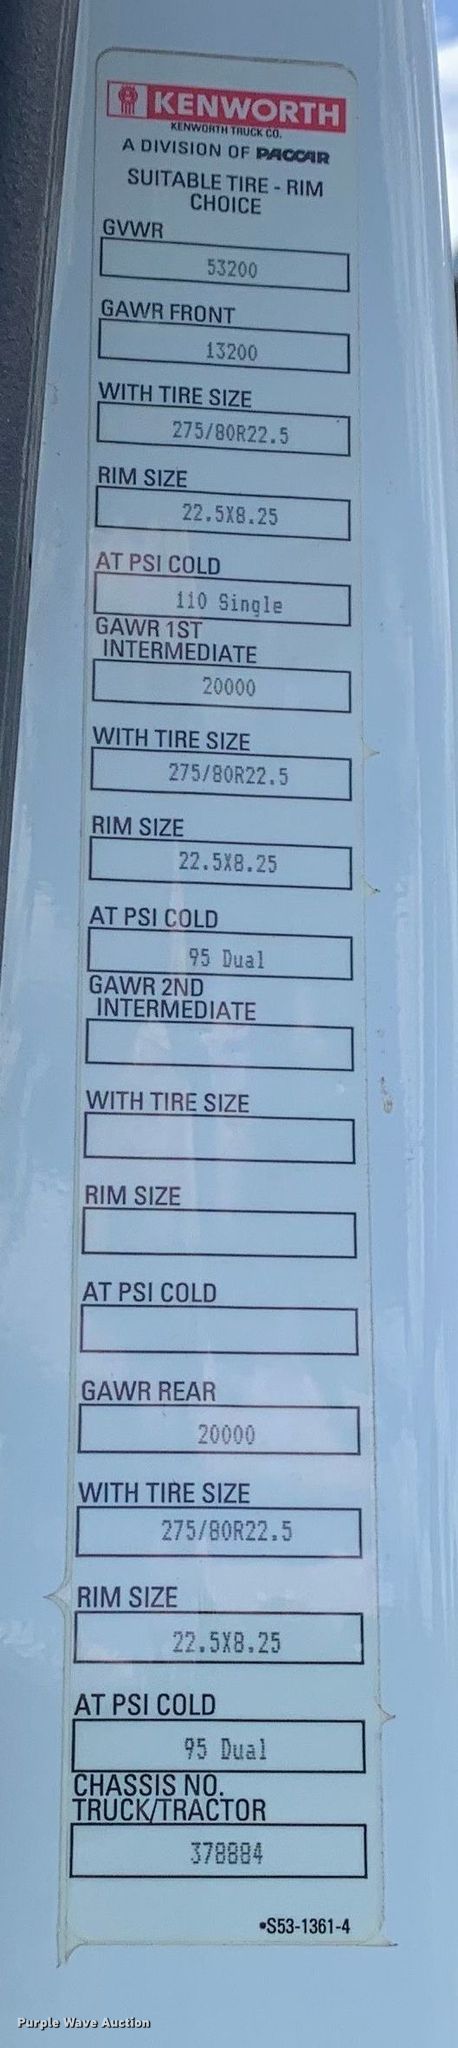 KENWORTH
KENWORTH TRUCK CO.
A DIVISION OF PACCAR
SUITABLE TIRE - RIM
CHOICE
GVWR
53200
GAWR FRONT
13200
WITH TIRE SIZE
275/80R22.5
RIM SIZE
22.5X8.25
AT PSI COLD
110 Single
GAWR 1ST
INTERMEDIATE
20000
WITH TIRE SIZE
275/80R22.5
RIM SIZE
22.5X8.25
AT PSI COLD
95 Dual
GAWR 2ND
INTERMEDIATE
WITH TIRE SIZE
RIM SIZE
AT PSI COLD
GAWR REAR
20000
WITH TIRE SIZE
275/80R22.5
RIM SIZE
22.5X8.25
AT PSI COLD
95 Dual
CHASSIS NO.
TRUCK/TRACTOR
378884
•S53-1361-4
Purple Wave Auction